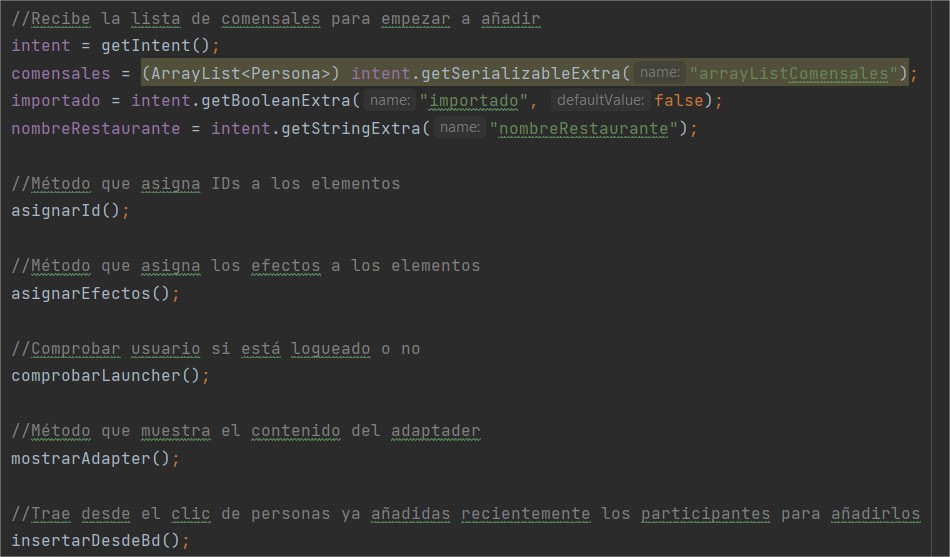 //Recibe la lista de comensales para empezar a añadir
intent = getIntent();
comensales = (ArrayList<Persona>) intent.getSerializableExtra( name: "arrayListComensales");
importado = intent.getBooleanExtra( name: "importado", defaultValue: false);
nombreRestaurante = intent.getStringExtra( name: "nombreRestaurante");
//Método que asigna IDs a los elementos
asignarId();
//Método que asigna los efectos a los elementos
asignarEfectos();
//Comprobar usuario si está logueado o no
comprobarLauncher();
//Método que muestra el contenido del adaptader
mostrarAdapter();
//Trae desde el clic de personas ya añadidas recientemente los participantes para añadirlos
insertarDesdeBd();